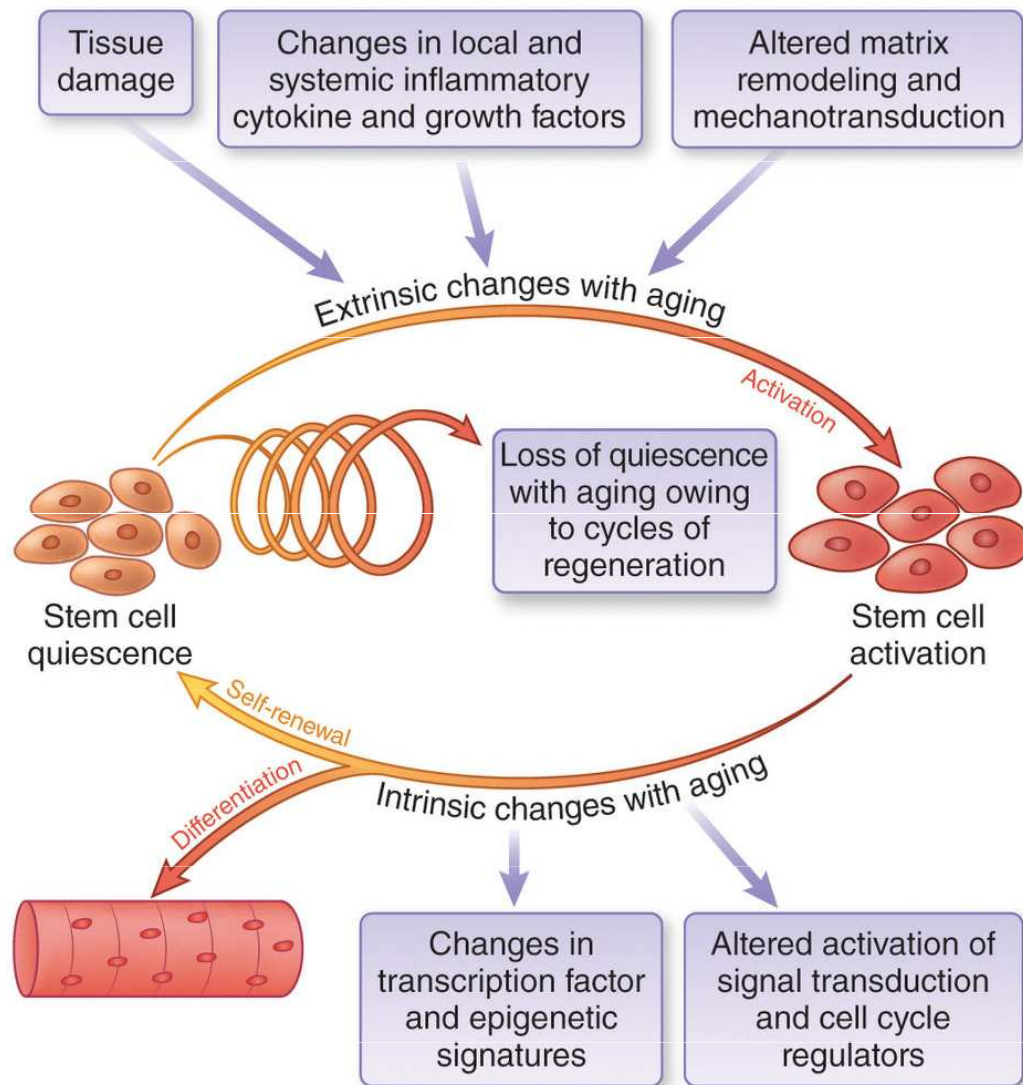 Tissue
damage
Changes in local and
systemic inflammatory
cytokine and growth factors
Altered matrix
remodeling and
mechanotransduction
Extrinsic changes with aging
Activation
Loss of quiescence
with aging owing
to cycles of
regeneration
Stem cell
quiescence
Stem cell
activation
Self-renewal
Differentiation
Intrinsic changes with aging
Changes in
transcription factor
and epigenetic
signatures
Altered activation of
signal transduction
and cell cycle
regulators